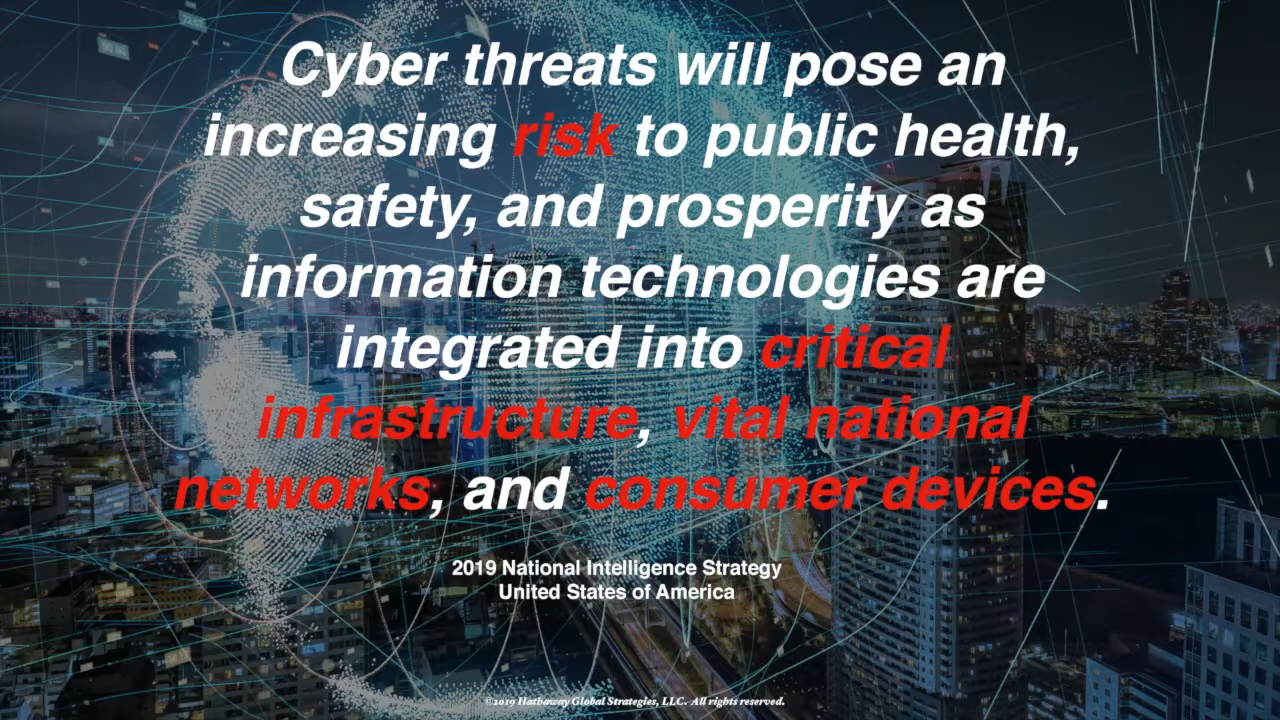 Cyber threats will pose an
increasing risk to public health,
safety, and prosperity as
information technologies are
integrated into critical
infrastructure, vital national
networks, and consumer devices.
2019 National Intelligence Strategy
United States of America
©2019 Hathaway Global Strategies, LLC. All rights reserved.